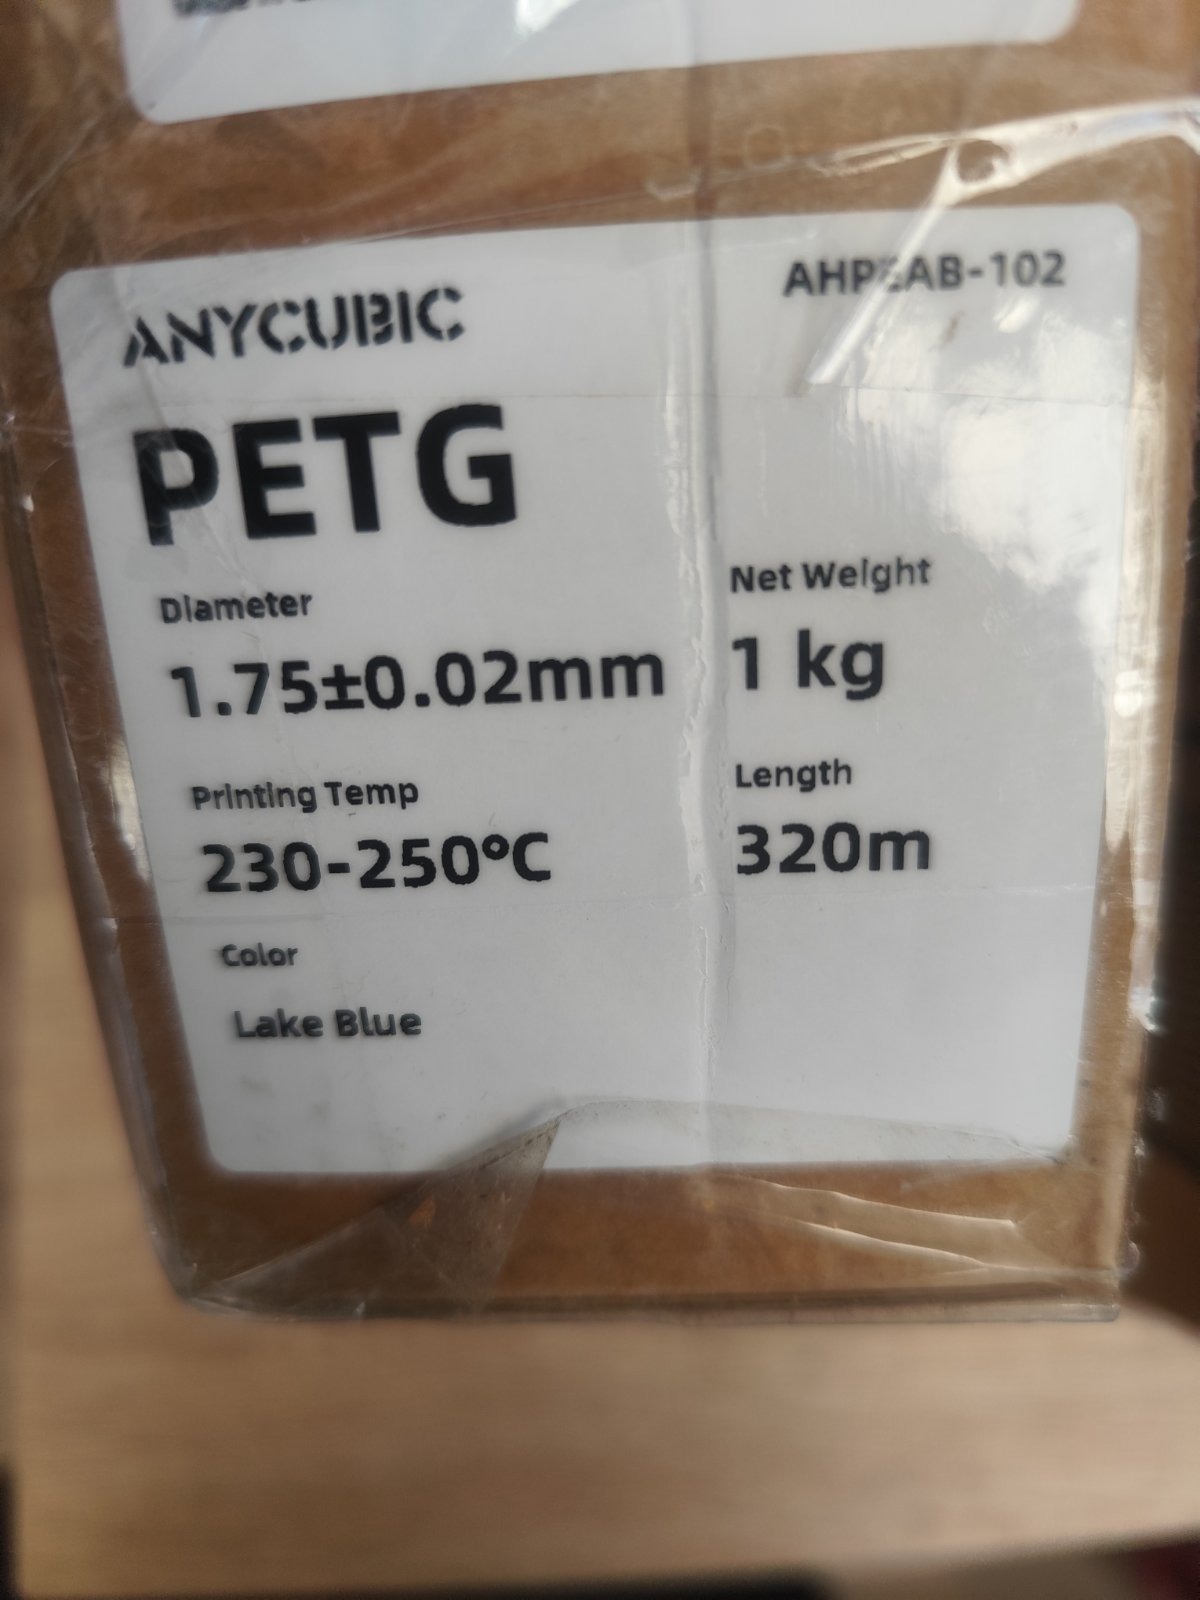 ANYCUBIC
AHPEAB-102
PETG
Diameter
1.75±0.02mm
Net Weight
1 kg
Printing Temp
230-250°C
Length
320m
Color
Lake Blue